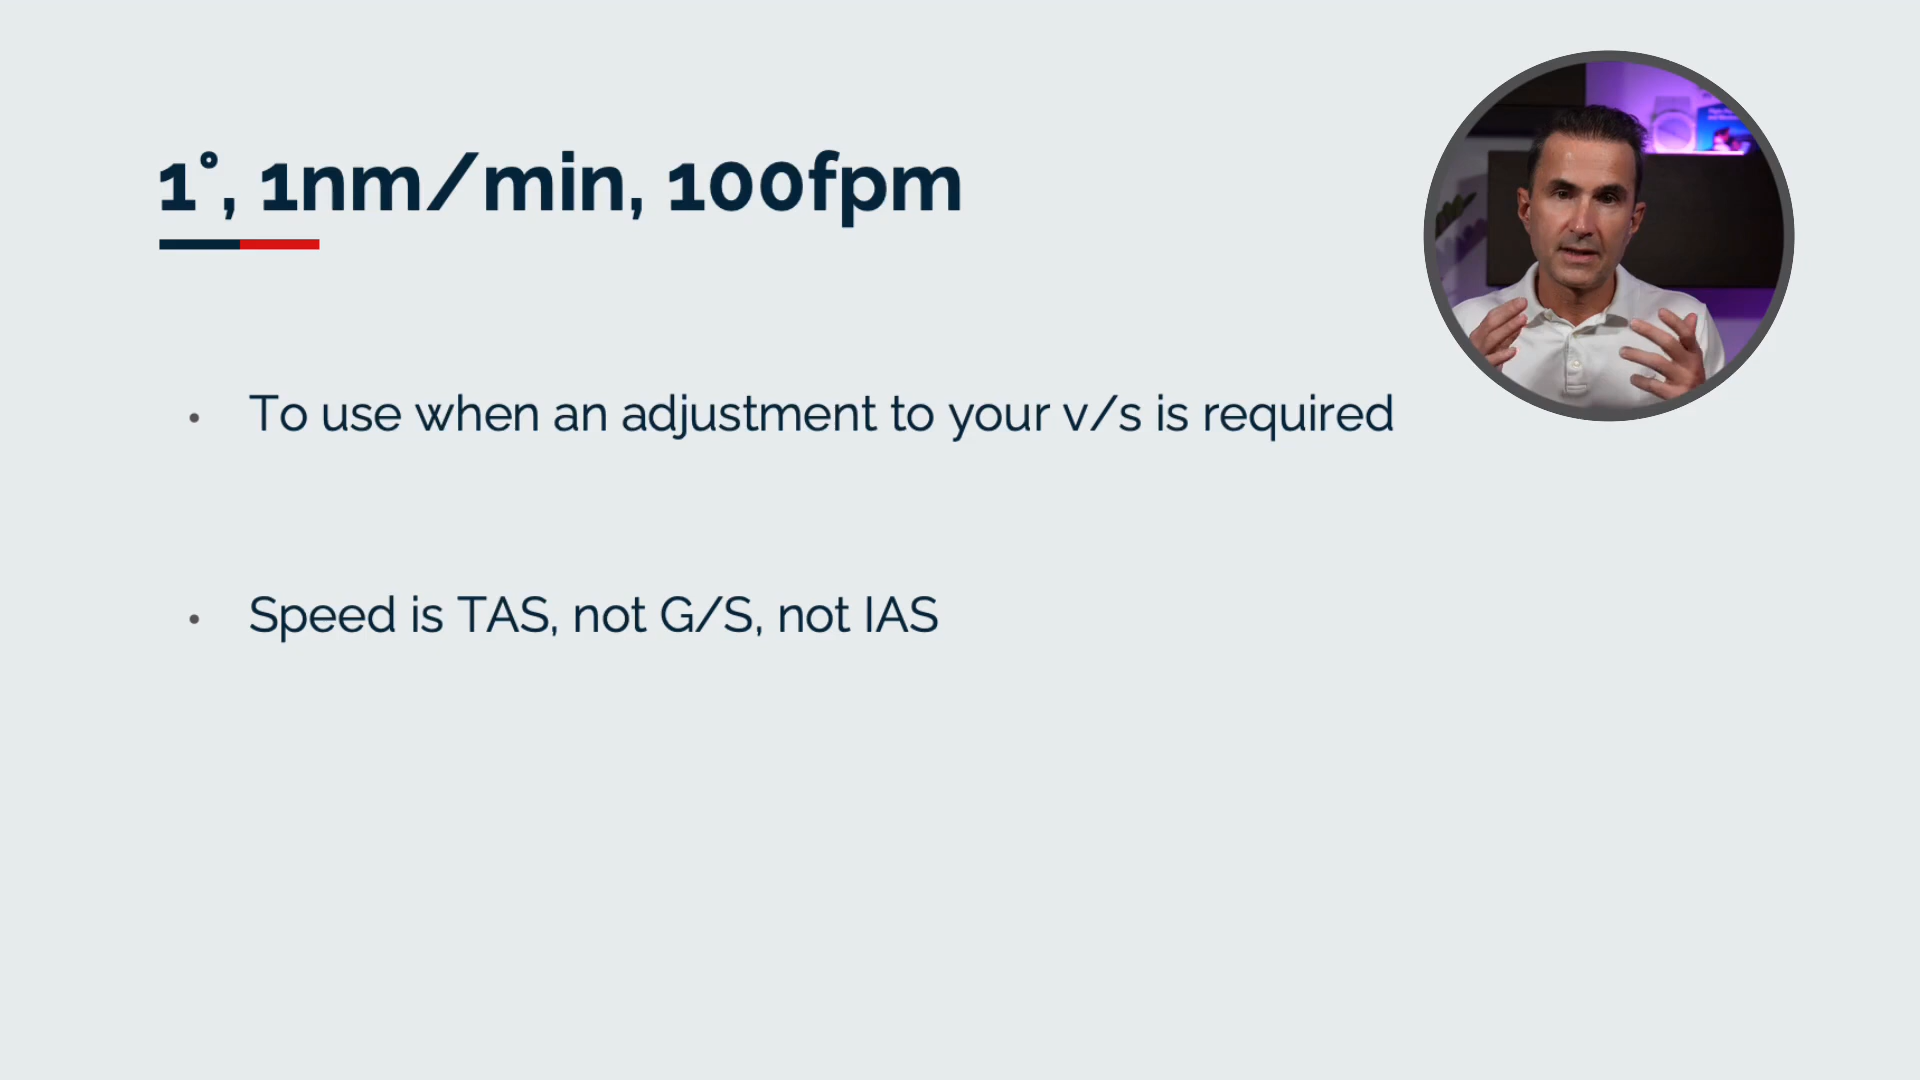 1°, 1nm/min, 100fpm
• To use when an adjustment to your v/s is required
• Speed is TAS, not G/S, not IAS